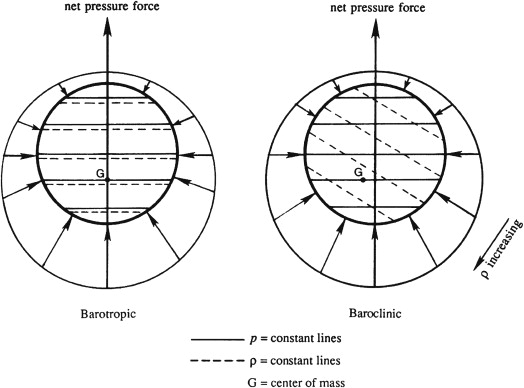 net pressure force
net pressure force
G
G
ρ increasing
Barotropic
Baroclinic
p = constant lines
ρ = constant lines
G = center of mass